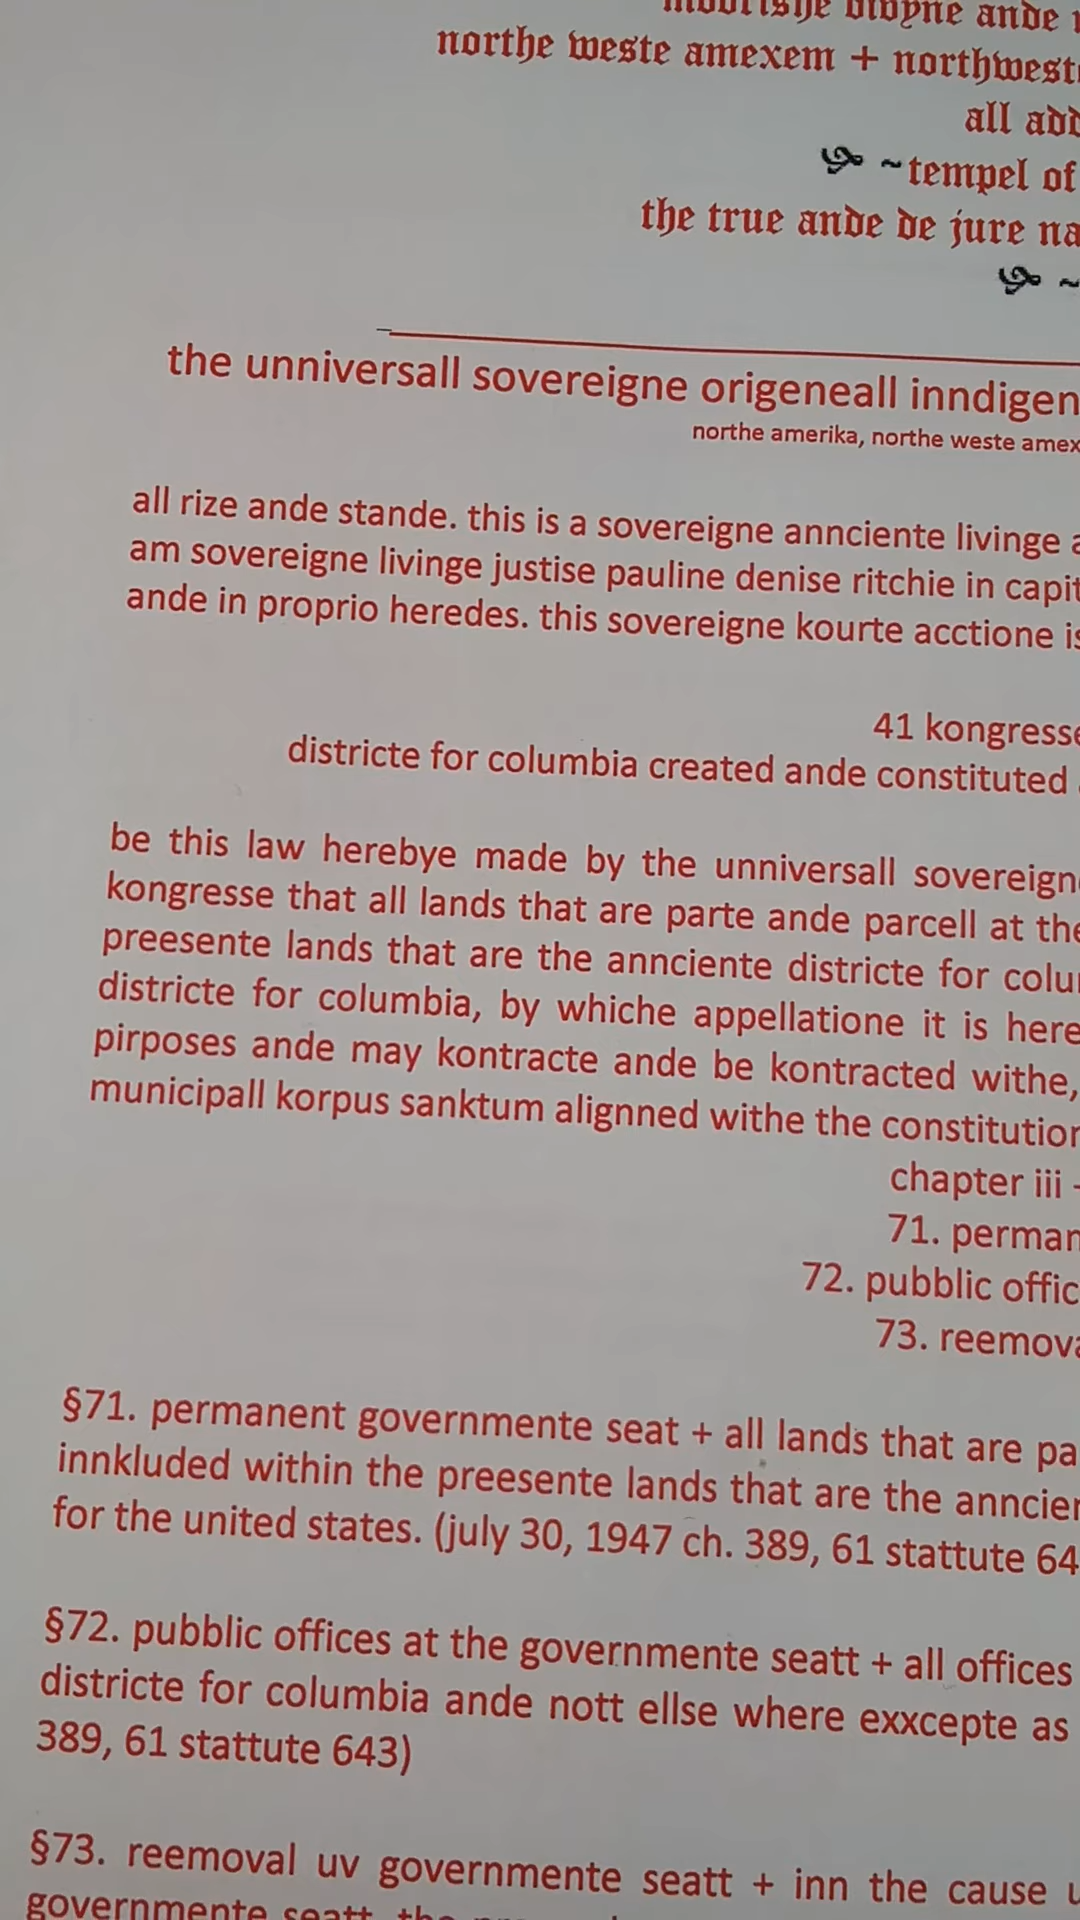 moorishe divyne ande
northe weste amexem + northwest
all add
~tempel of
the true ande de jure na
~
the unniversall sovereigne origeneall inndigen
northe amerika, northe weste amex
all rize ande stande. this is a sovereigne annciente livinge a
am sovereigne livinge justise pauline denise ritchie in capit
ande in proprio heredes. this sovereigne kourte acctione is
41 kongresse
districte for columbia created ande constituted
be this law herebye made by the unniversall sovereign
kongresse that all lands that are parte ande parcell at the
preesente lands that are the annciente districte for colu
districte for columbia, by whiche appellatione it is here
pirposes ande may kontracte ande be kontracted withe,
municipall korpus sanktum alignned withe the constitution
chapter iii -
71. perman
72. pubblic offic
73. reemova
§71. permanent governmente seat + all lands that are pa
innkluded within the preesente lands that are the anncien
for the united states. (july 30, 1947 ch. 389, 61 stattute 64
§72. pubblic offices at the governmente seatt + all offices
districte for columbia ande nott ellse where exxcepte as
389, 61 stattute 643)
§73. reemoval uv governmente seatt + inn the cause u
governmente seatt, the